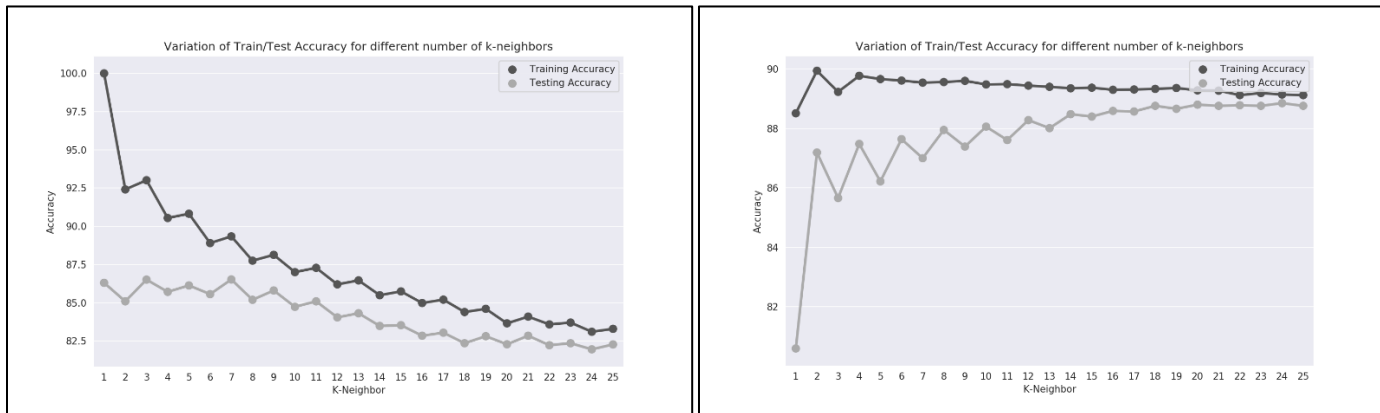 Variation of Train/Test Accuracy for different number of k-neighbors
Training Accuracy
Testing Accuracy
100.0
97.5
95.0
92.5
90.0
87.5
85.0
82.5
Accuracy
1 2 3 4 5 6 7 8 9 10 11 12 13 14 15 16 17 18 19 20 21 22 23 24 25
K-Neighbor
Variation of Train/Test Accuracy for different number of k-neighbors
Training Accuracy
Testing Accuracy
90
88
86
84
82
Accuracy
1 2 3 4 5 6 7 8 9 10 11 12 13 14 15 16 17 18 19 20 21 22 23 24 25
K-Neighbor